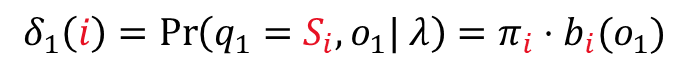 δ₁(i) = Pr(q₁ = Sᵢ, o₁| λ) = πᵢ · bᵢ(o₁)